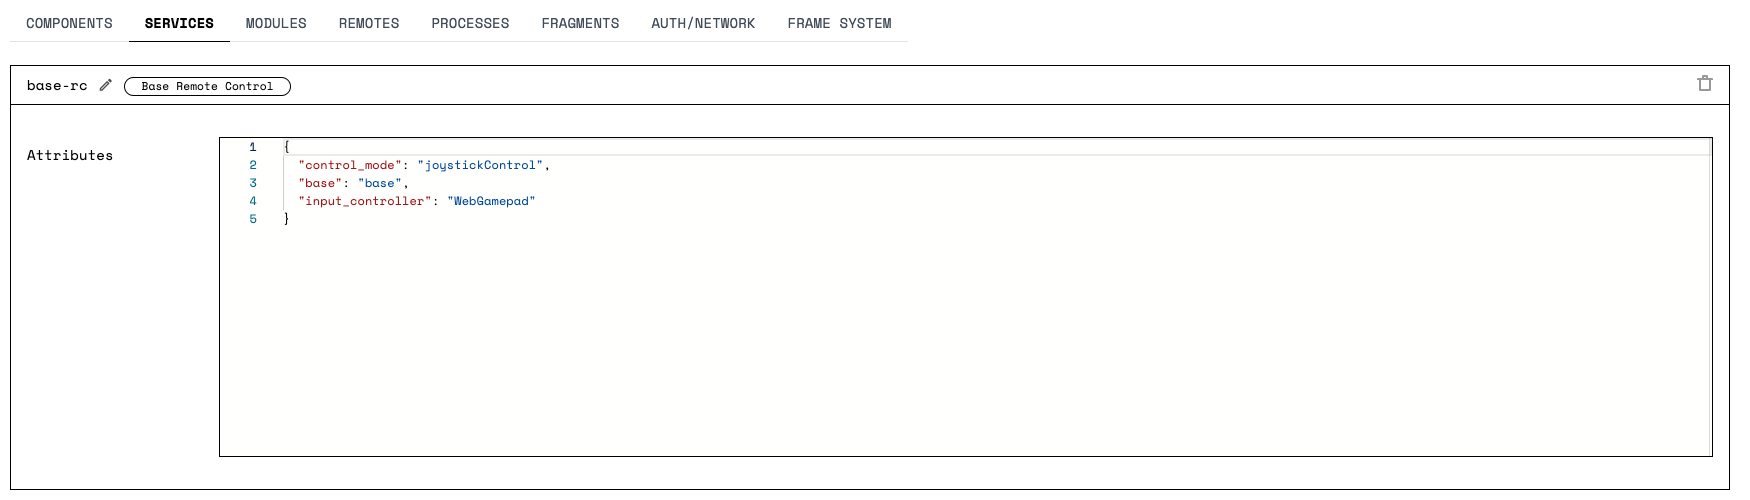 COMPONENTS SERVICES MODULES REMOTES PROCESSES FRAGMENTS AUTH/NETWORK FRAME SYSTEM
base-rc Base Remote Control
Attributes
1 {
2 "control_mode": "joystickControl",
3 "base": "base",
4 "input_controller": "WebGamepad"
5 }